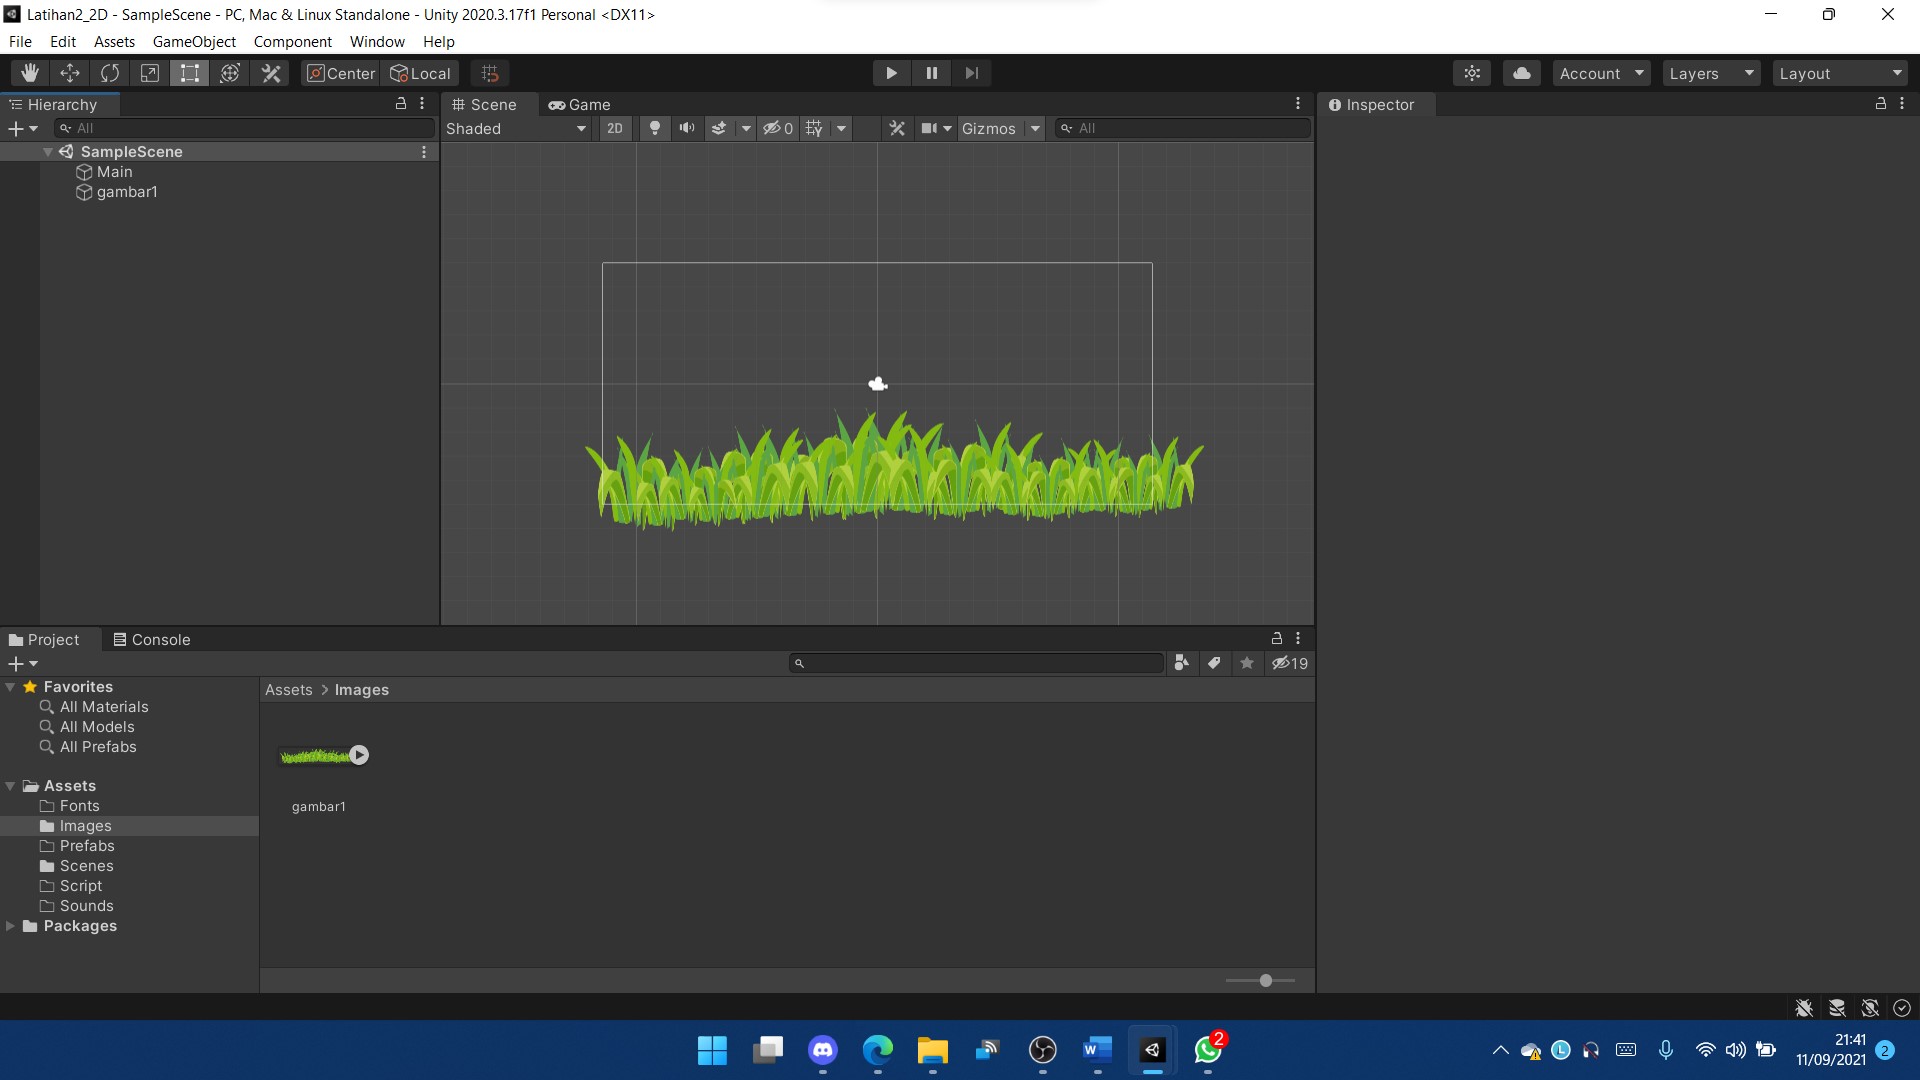 Latihan2_2D - SampleScene - PC, Mac & Linux Standalone - Unity 2020.3.17f1 Personal <DX11>
File Edit Assets GameObject Component Window Help
Center Local Account Layers Layout
Hierarchy
All
SampleScene
Main
gambar1
Scene Game
Shaded 2D 0 Gizmos All
Inspector
Project Console
19
Favorites
All Materials
All Models
All Prefabs
Assets
Fonts
Images
Prefabs
Scenes
Script
Sounds
Packages
Assets > Images
gambar1
2
21:41
11/09/2021
2